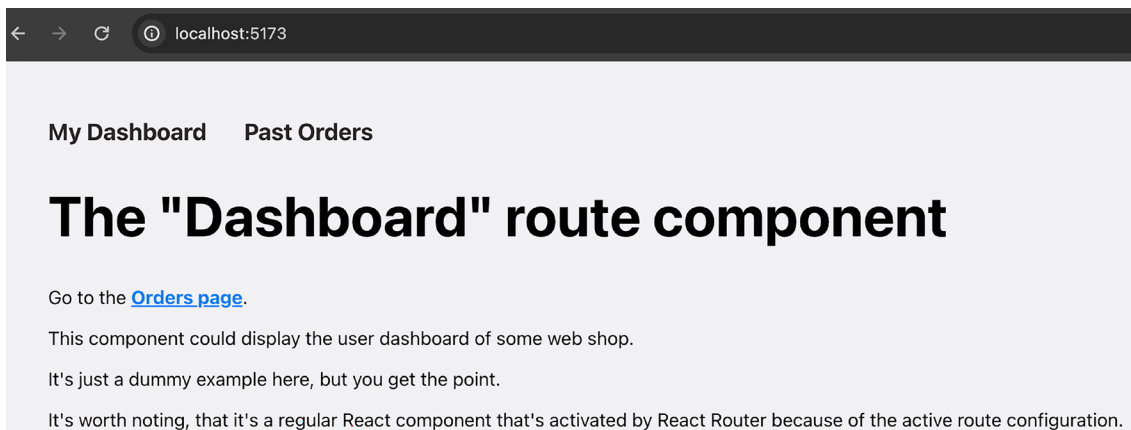 localhost:5173
My Dashboard Past Orders
The "Dashboard" route component
Go to the Orders page.
This component could display the user dashboard of some web shop.
It's just a dummy example here, but you get the point.
It's worth noting, that it's a regular React component that's activated by React Router because of the active route configuration.